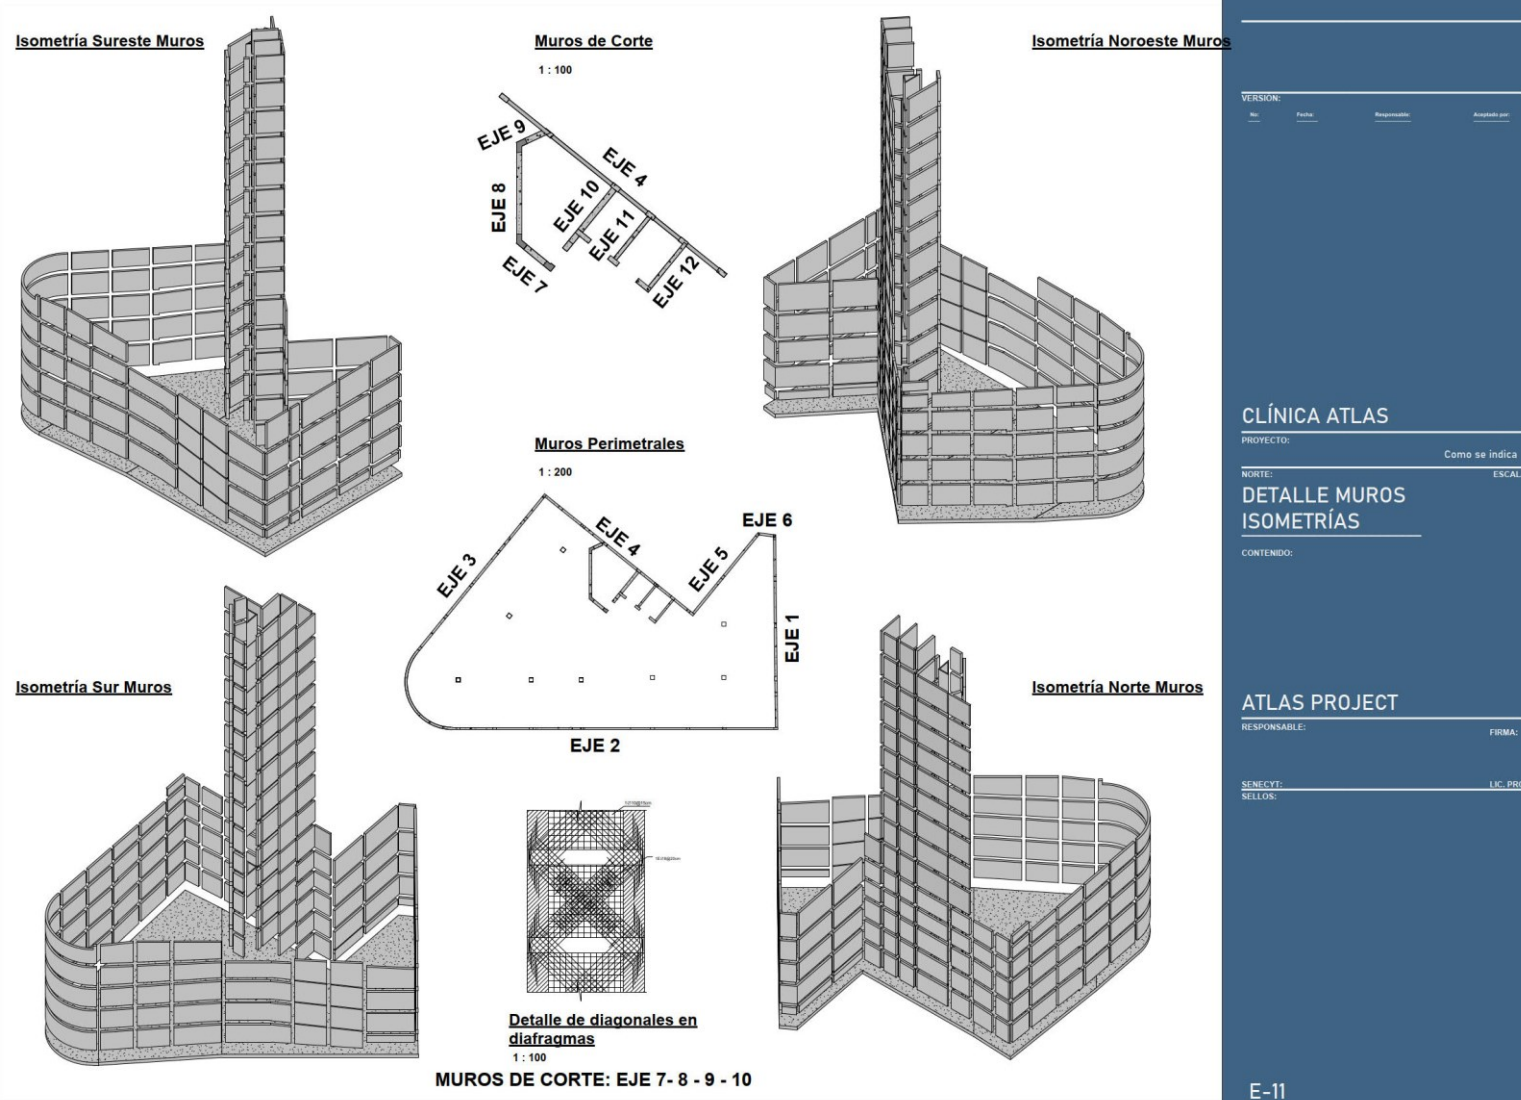 Isometría Sureste Muros
Muros de Corte
1 : 100
EJE 9
EJE 4
EJE 8
EJE 10
EJE 11
EJE 7
EJE 12
Isometría Noroeste Muros
Muros Perimetrales
1 : 200
EJE 6
EJE 4
EJE 3
EJE 5
EJE 1
EJE 2
Isometría Sur Muros
Isometría Norte Muros
Detalle de diagonales en
diafragmas
1 : 100
MUROS DE CORTE: EJE 7- 8 - 9 - 10
VERSIÓN:
No: Fecha: Responsable: Aceptado por:
CLÍNICA ATLAS
PROYECTO:
Como se indica
NORTE: ESCAL
DETALLE MUROS
ISOMETRÍAS
CONTENIDO:
ATLAS PROJECT
RESPONSABLE:
FIRMA:
SENECYT: LIC. PRO
SELLOS:
E-11